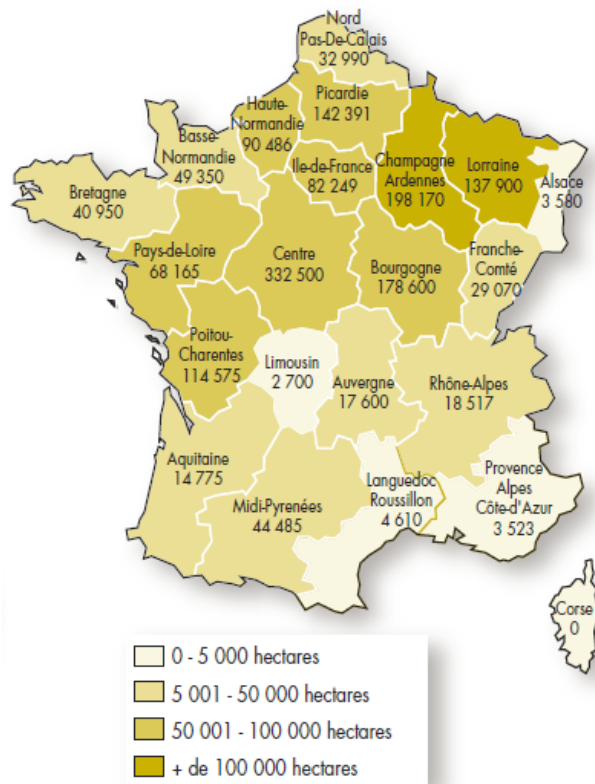 Nord
Pas-De-Calais
32 990
Picardie
142 391
Haute-
Normandie
90 486
Basse-
Normandie
49 350
Ile-de-France
82 249
Champagne
Ardennes
198 170
Lorraine
137 900
Alsace
3 580
Bretagne
40 950
Pays-de-Loire
68 165
Centre
332 500
Bourgogne
178 600
Franche-
Comté
29 070
Poitou-
Charentes
114 575
Limousin
2 700
Auvergne
17 600
Rhône-Alpes
18 517
Aquitaine
14 775
Midi-Pyrenées
44 485
Languedoc
Roussillon
4 610
Provence
Alpes
Côte-d'Azur
3 523
Corse
0
0 - 5 000 hectares
5 001 - 50 000 hectares
50 001 - 100 000 hectares
+ de 100 000 hectares